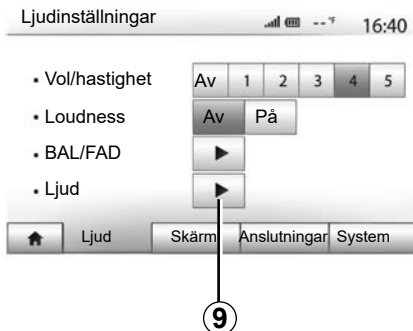 Ljudinställningar -- °F 16:40
• Vol/hastighet Av 1 2 3 4 5
• Loudness Av På
• BAL/FAD
• Ljud
Ljud Skärm Anslutningar System
9